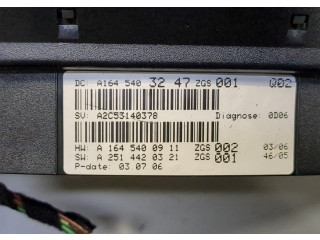 DC: A164 540 32 47 ZGS 001 Q02
SV: A2C53140378 Diagnose: 0D06
HW: A 164 540 09 11 ZGS 002 03/06
SW: A 251 442 03 21 ZGS 001 46/05
P-date: 03 07 06